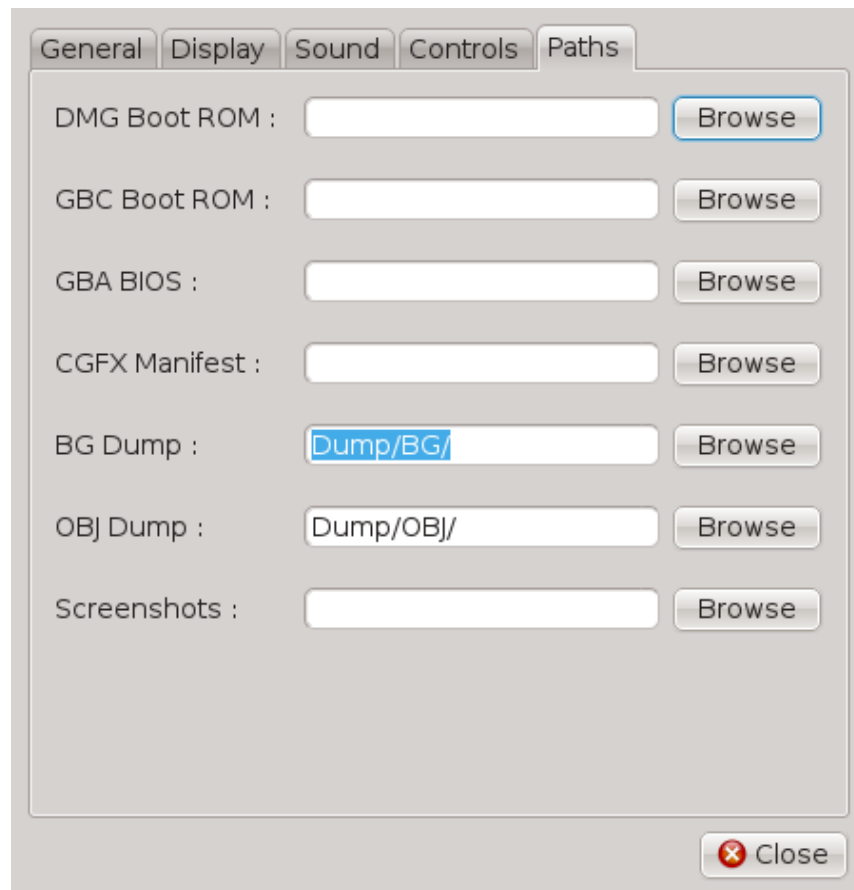 General Display Sound Controls Paths
DMG Boot ROM : Browse
GBC Boot ROM : Browse
GBA BIOS : Browse
CGFX Manifest : Browse
BG Dump : Dump/BG/ Browse
OBJ Dump : Dump/OBJ/ Browse
Screenshots : Browse
Close